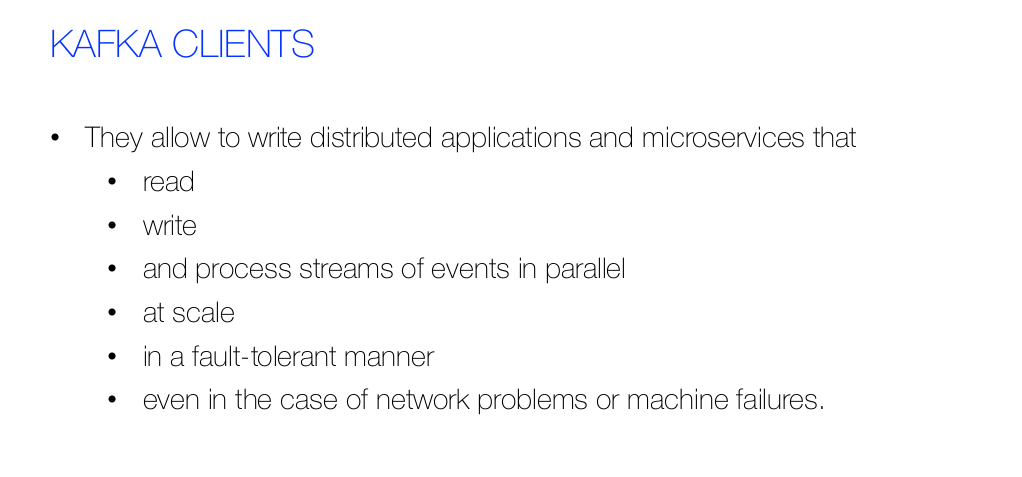 KAFKA CLIENTS
• They allow to write distributed applications and microservices that
• read
• write
• and process streams of events in parallel
• at scale
• in a fault-tolerant manner
• even in the case of network problems or machine failures.